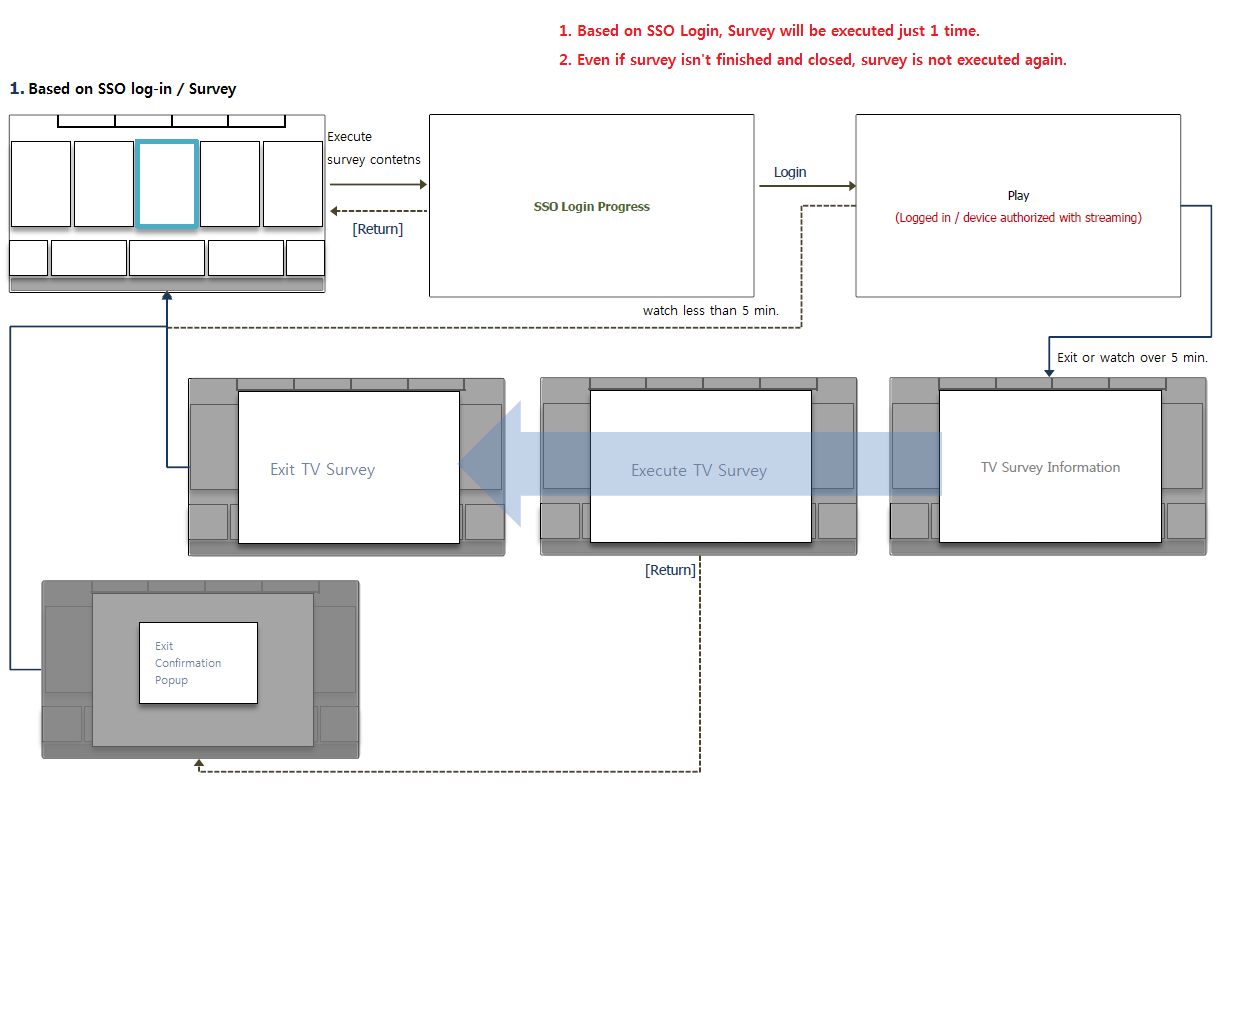 1. Based on SSO Login, Survey will be executed just 1 time.
2. Even if survey isn't finished and closed, survey is not executed again.
1. Based on SSO log-in / Survey
Execute
survey contetns
[Return]
SSO Login Progress
Login
Play
(Logged in / device authorized with streaming)
watch less than 5 min.
Exit or watch over 5 min.
Exit TV Survey
Execute TV Survey
TV Survey Information
[Return]
Exit
Confirmation
Popup